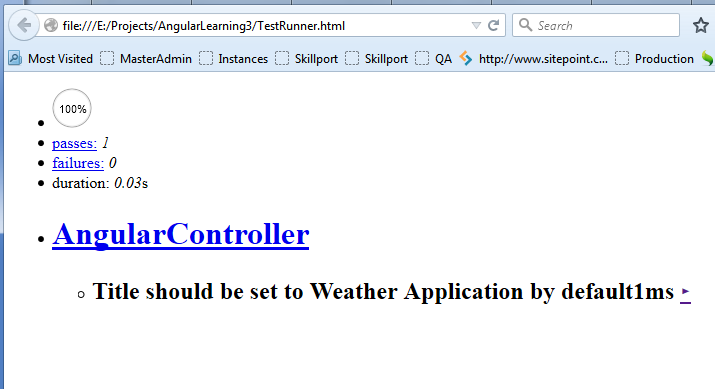 file:///E:/Projects/AngularLearning3/TestRunner.html Search
Most Visited MasterAdmin Instances Skillport Skillport QA http://www.sitepoint.c... Production
100%
passes: 1
failures: 0
duration: 0.03s
AngularController
Title should be set to Weather Application by default1ms ‣